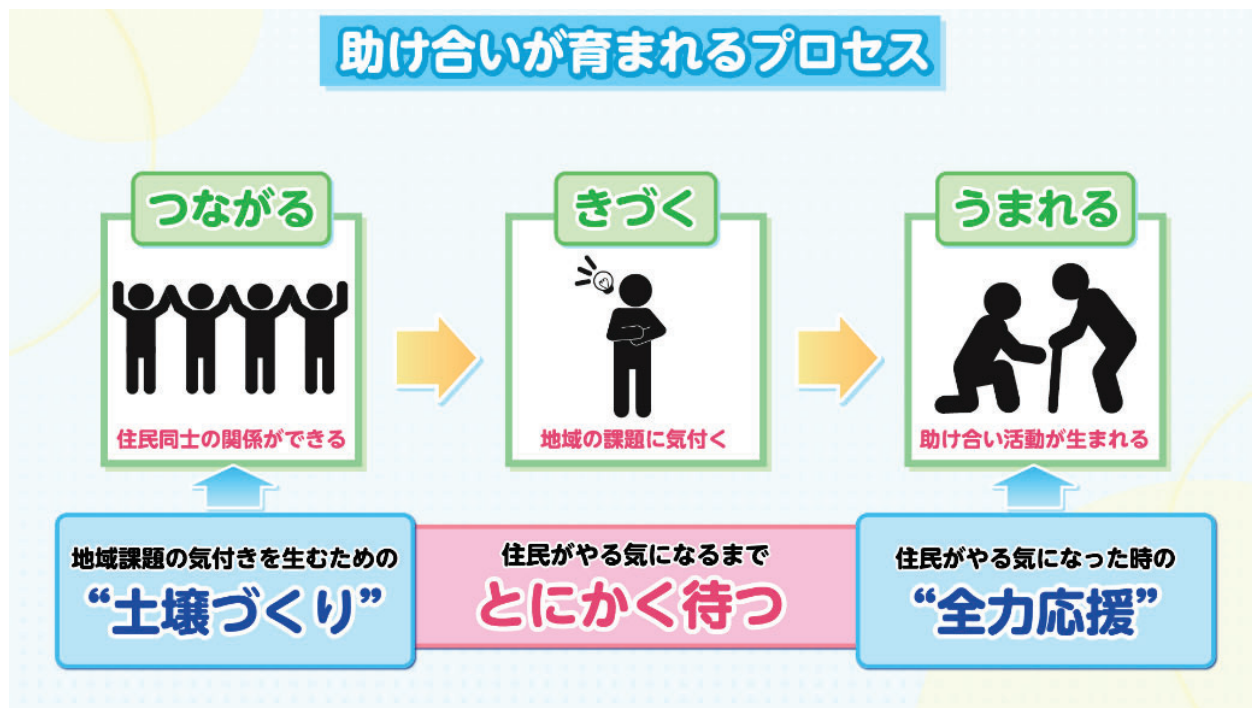 助け合いが育まれるプロセス
つながる
住民同士の関係ができる
きづく
地域の課題に気付く
うまれる
助け合い活動が生まれる
地域課題の気付きを生むための
“土壌づくり”
住民がやる気になるまで
とにかく待つ
住民がやる気になった時の
“全力応援”